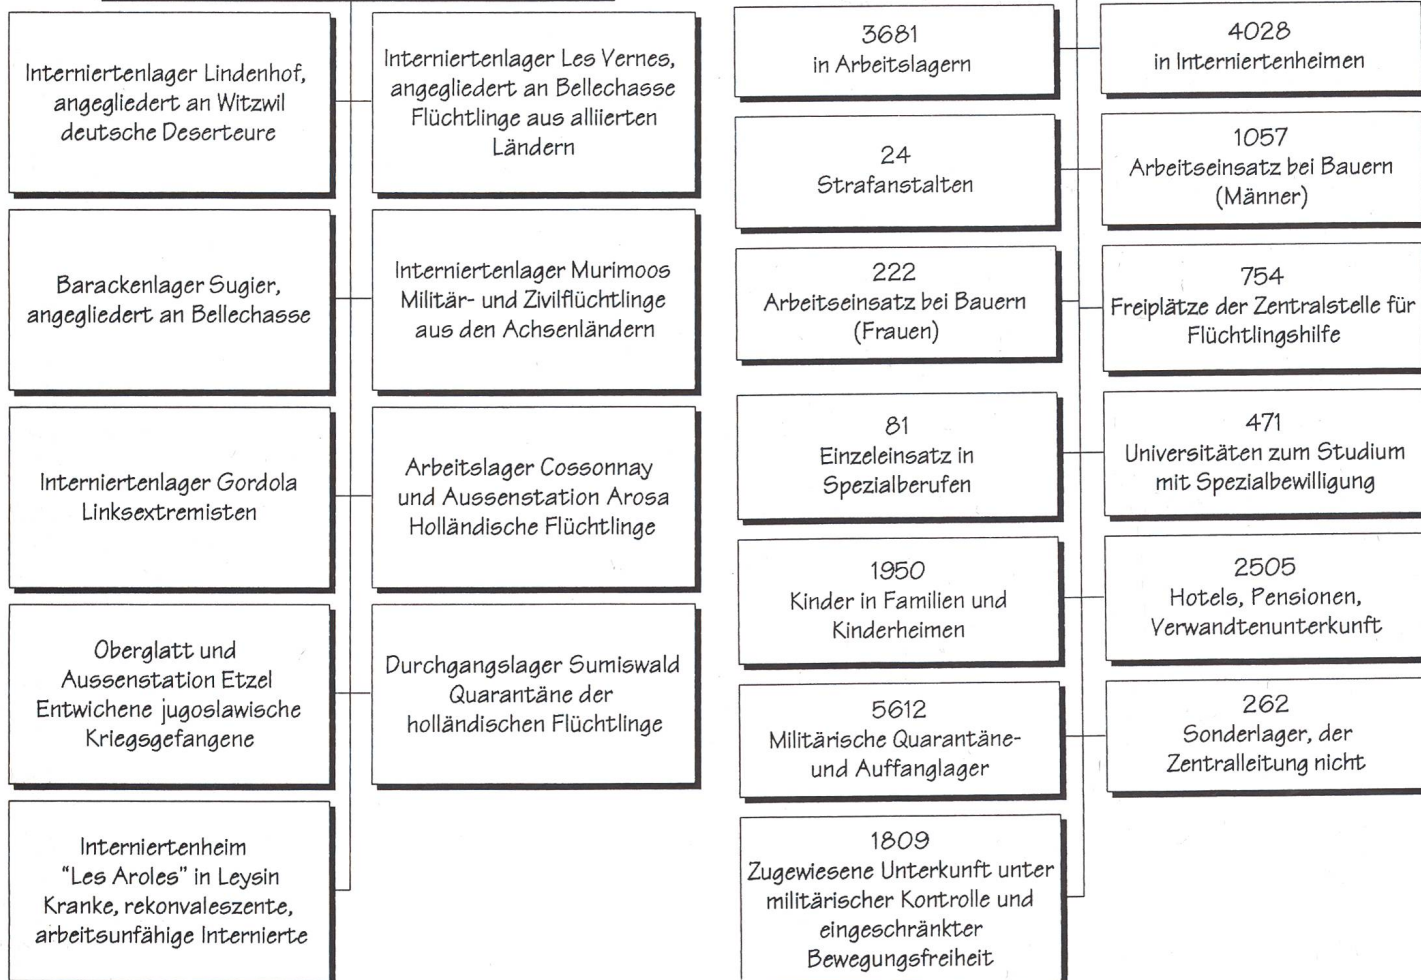 Interniertenlager Lindenhof,
angegliedert an Witzwil
deutsche Deserteure
Interniertenlager Les Vernes,
angegliedert an Bellechasse
Flüchtlinge aus alliierten
Ländern
Barackenlager Sugier,
angegliedert an Bellechasse
Interniertenlager Murimoos
Militär- und Zivilflüchtlinge
aus den Achsenländern
Interniertenlager Gordola
Linksextremisten
Arbeitslager Cossonnay
und Aussenstation Arosa
Holländische Flüchtlinge
Oberglatt und
Aussenstation Etzel
Entwichene jugoslawische
Kriegsgefangene
Durchgangslager Sumiswald
Quarantäne der
holländischen Flüchtlinge
Interniertenheim
"Les Aroles" in Leysin
Kranke, rekonvaleszente,
arbeitsunfähige Internierte
3681
in Arbeitslagern
4028
in Interniertenheimen
24
Strafanstalten
1057
Arbeitseinsatz bei Bauern
(Männer)
222
Arbeitseinsatz bei Bauern
(Frauen)
754
Freiplätze der Zentralstelle für
Flüchtlingshilfe
81
Einzeleinsatz in
Spezialberufen
471
Universitäten zum Studium
mit Spezialbewilligung
1950
Kinder in Familien und
Kinderheimen
2505
Hotels, Pensionen,
Verwandtenunterkunft
5612
Militärische Quarantäne-
und Auffanglager
262
Sonderlager, der
Zentralleitung nicht
1809
Zugewiesene Unterkunft unter
militärischer Kontrolle und
eingeschränkter
Bewegungsfreiheit